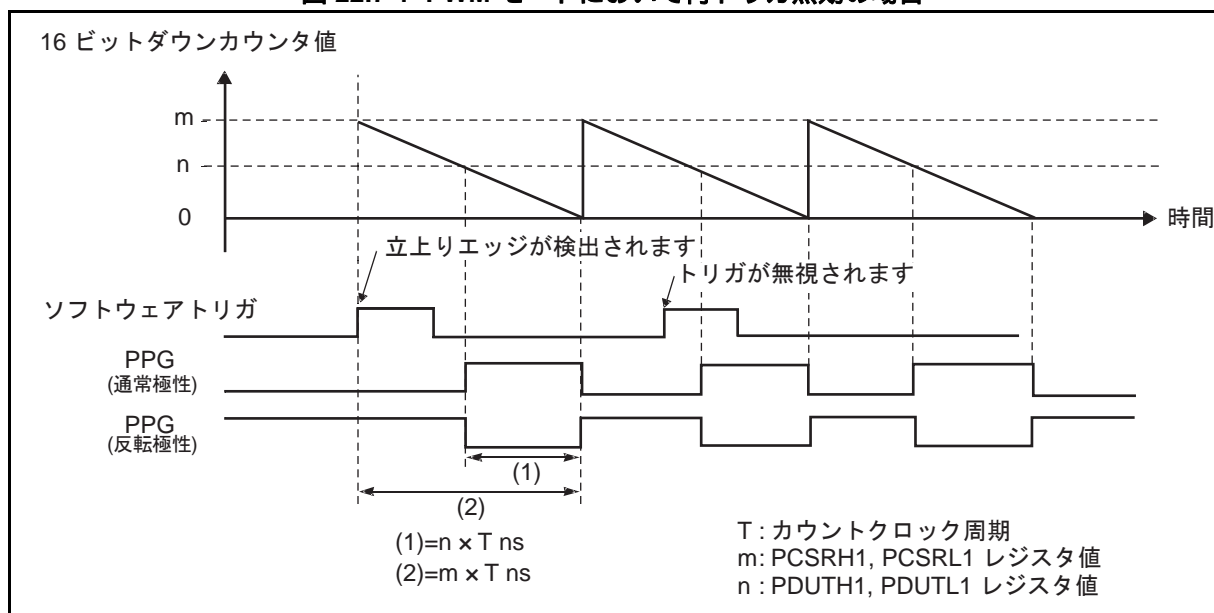 16 ビットダウンカウンタ値
m
n
0
時間
立上りエッジが検出されます
トリガが無視されます
ソフトウェアトリガ
PPG
(通常極性)
PPG
(反転極性)
(1)
(2)
(1)=n × T ns
(2)=m × T ns
T : カウントクロック周期
m: PCSRH1, PCSRL1 レジスタ値
n : PDUTH1, PDUTL1 レジスタ値